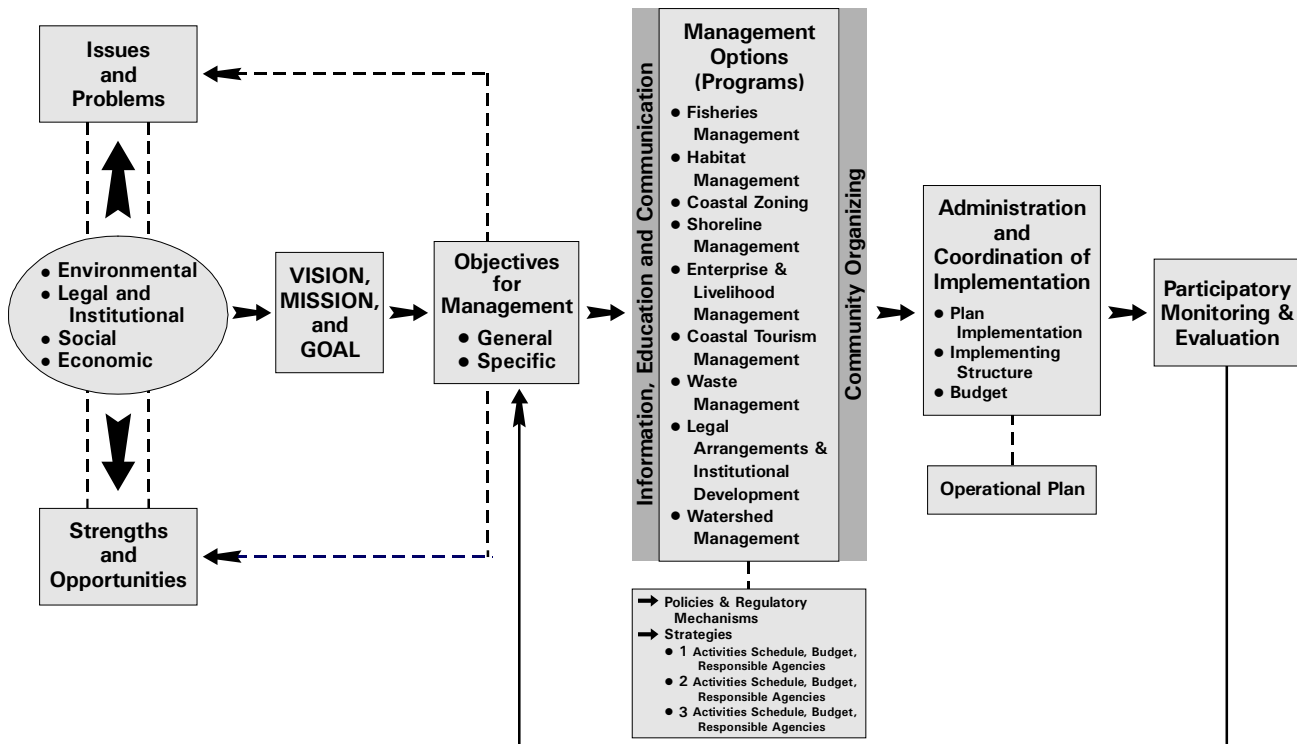 Issues
and
Problems
● Environmental
● Legal and
Institutional
● Social
● Economic
Strengths
and
Opportunities
VISION,
MISSION,
and
GOAL
Objectives
for
Management
● General
● Specific
Information, Education and Communication
Management
Options
(Programs)
● Fisheries
Management
● Habitat
Management
● Coastal Zoning
● Shoreline
Management
● Enterprise &
Livelihood
Management
● Coastal Tourism
Management
● Waste
Management
● Legal
Arrangements &
Institutional
Development
● Watershed
Management
Community Organizing
➞ Policies & Regulatory
Mechanisms
➞ Strategies
● 1 Activities Schedule, Budget,
Responsible Agencies
● 2 Activities Schedule, Budget,
Responsible Agencies
● 3 Activities Schedule, Budget,
Responsible Agencies
Administration
and
Coordination of
Implementation
● Plan
Implementation
● Implementing
Structure
● Budget
Operational Plan
Participatory
Monitoring &
Evaluation